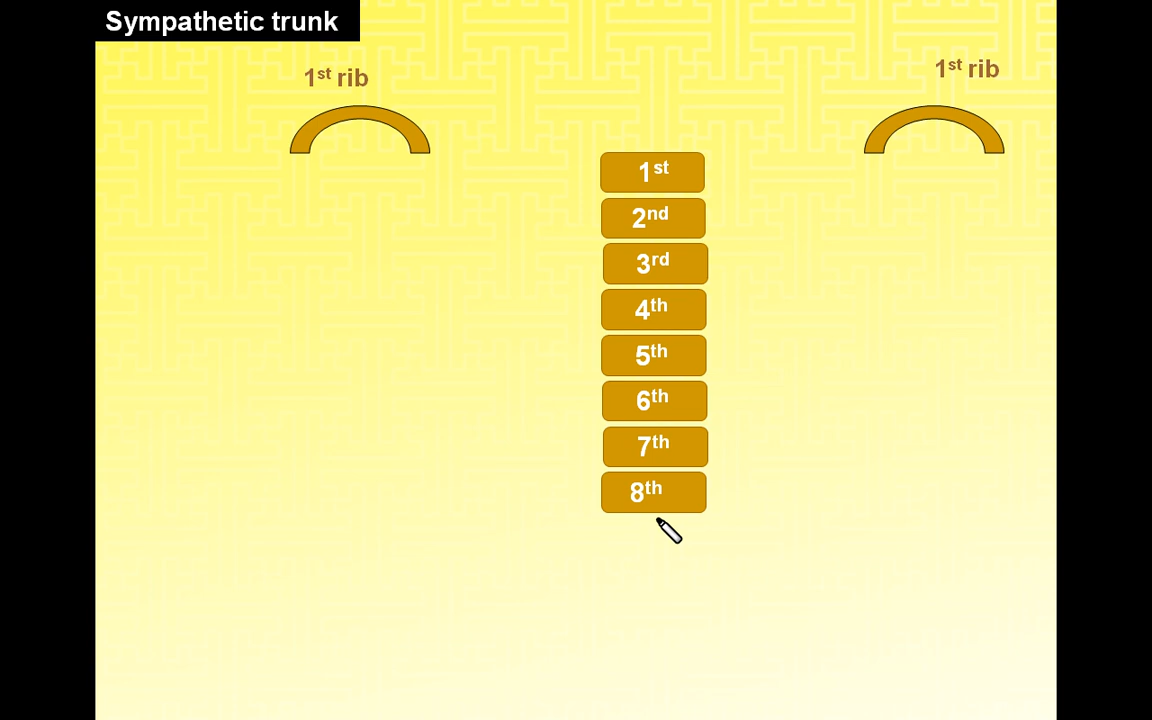 Sympathetic trunk
1st rib
1st rib
1st
2nd
3rd
4th
5th
6th
7th
8th